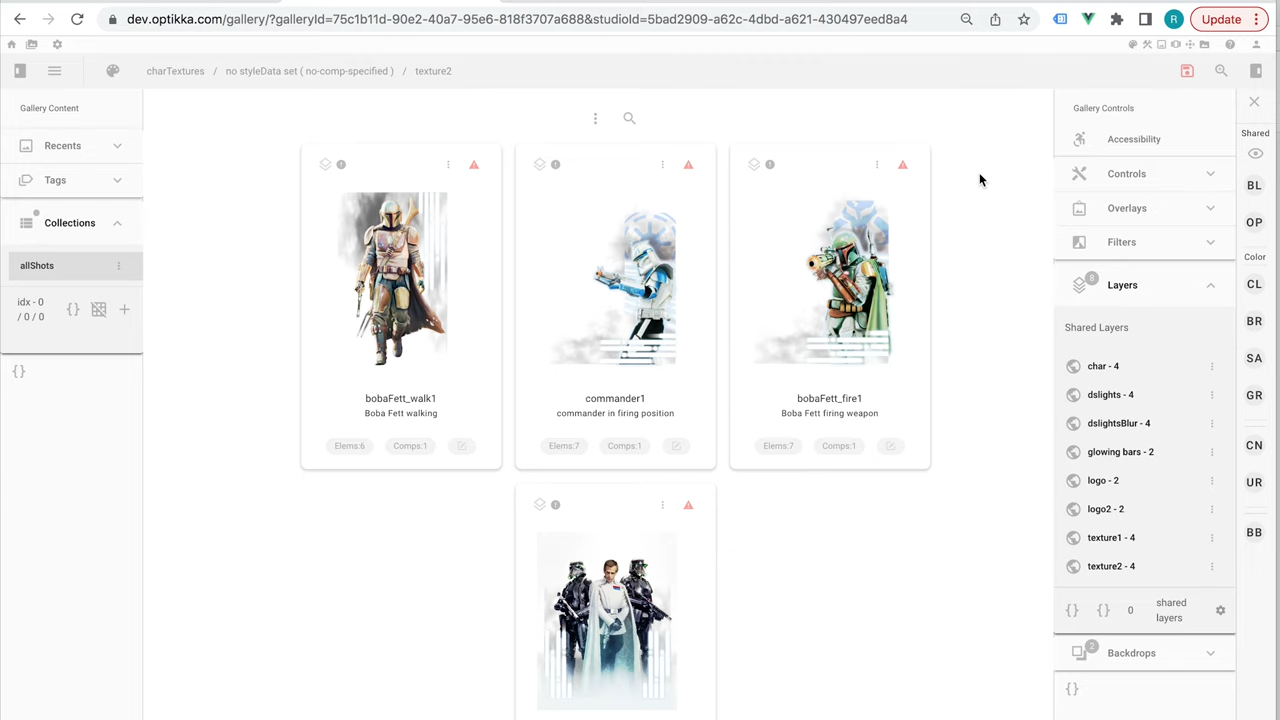 dev.optikka.com/gallery/?galleryId=75c1b11d-90e2-40a7-95e6-818f3707a688&studioId=5bad2909-a62c-4dbd-a621-430497eed8a4
R
Update
charTextures / no styleData set ( no-comp-specified ) / texture2
Gallery Content
Recents
Tags
Collections
allShots
idx - 0
/ 0 / 0
{}
{}
bobaFett_walk1
Boba Fett walking
Elems:6
Comps:1
commander1
commander in firing position
Elems:7
Comps:1
bobaFett_fire1
Boba Fett firing weapon
Elems:7
Comps:1
Gallery Controls
Accessibility
Controls
Overlays
Filters
8
Layers
Shared Layers
char - 4
dslights - 4
dslightsBlur - 4
glowing bars - 2
logo - 2
logo2 - 2
texture1 - 4
texture2 - 4
{} {} 0 shared
layers
2
Backdrops
{}
Shared
BL
OP
Color
CL
BR
SA
GR
CN
UR
BB